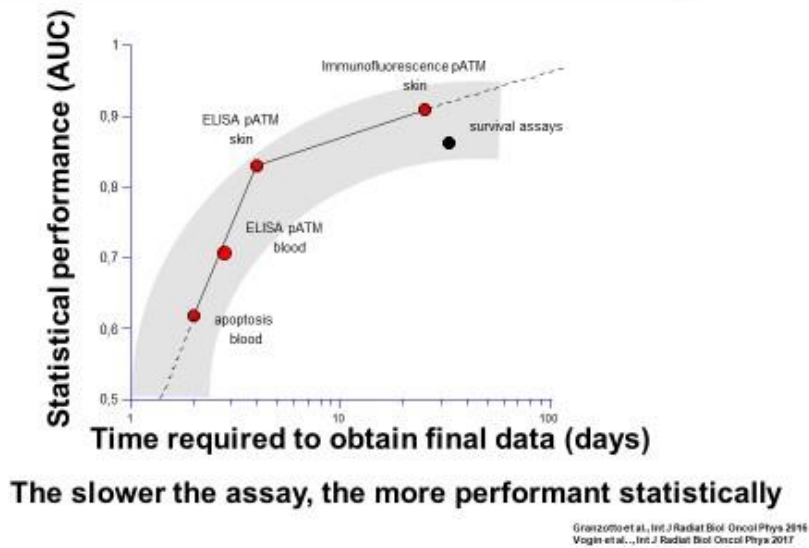 Statistical performance (AUC)
1
0,9
0,8
0,7
0,6
0,5
Immunofluorescence pATM
skin
ELISA pATM
skin
survival assays
ELISA pATM
blood
apoptosis
blood
1
10
100
Time required to obtain final data (days)
The slower the assay, the more performant statistically
Granzotto et al., Int J Radiat Biol Oncol Phys 2016
Vogin et al.., Int J Radiat Biol Oncol Phys 2017